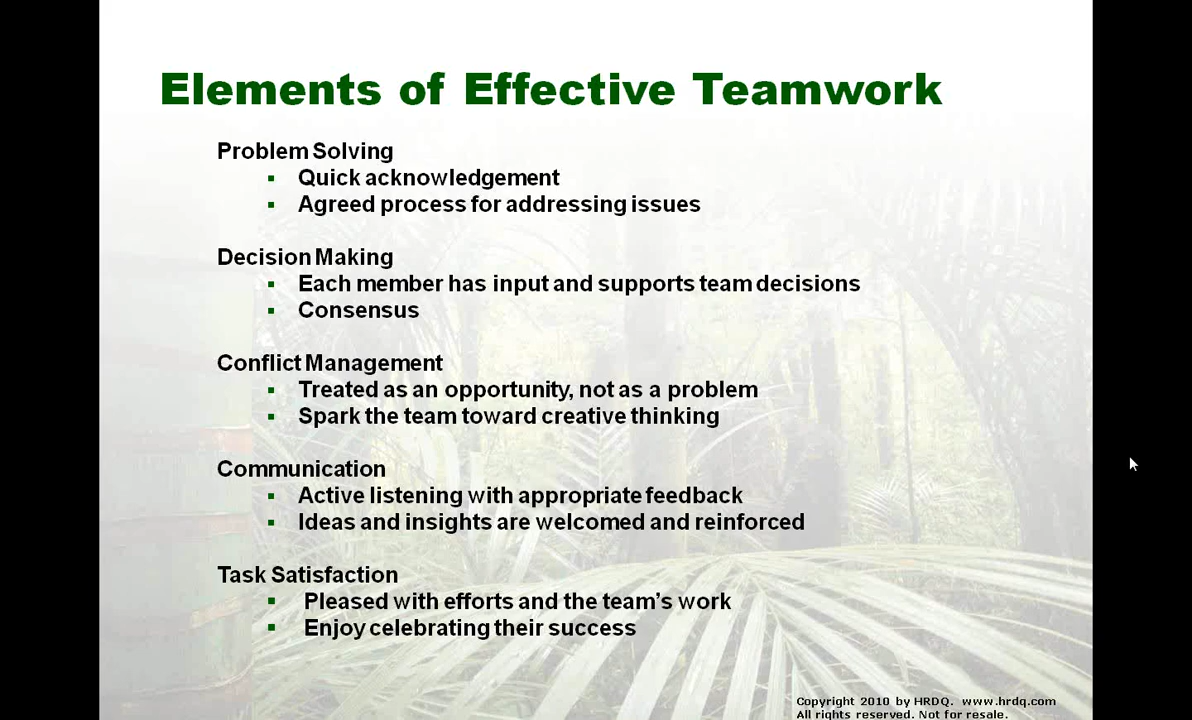 Elements of Effective Teamwork
Problem Solving
▪ Quick acknowledgement
▪ Agreed process for addressing issues
Decision Making
▪ Each member has input and supports team decisions
▪ Consensus
Conflict Management
▪ Treated as an opportunity, not as a problem
▪ Spark the team toward creative thinking
Communication
▪ Active listening with appropriate feedback
▪ Ideas and insights are welcomed and reinforced
Task Satisfaction
▪ Pleased with efforts and the team's work
▪ Enjoy celebrating their success
Copyright 2010 by HRDQ. www.hrdq.com
All rights reserved. Not for resale.